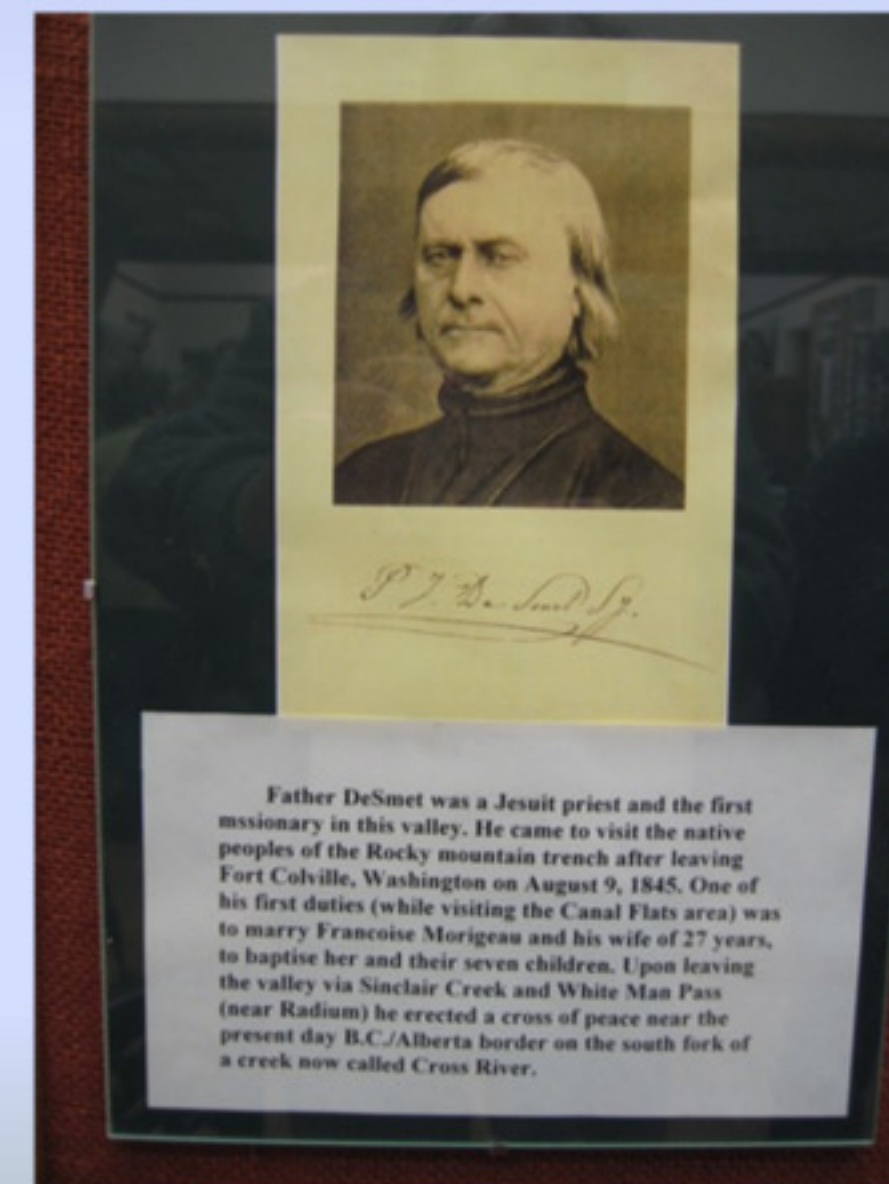 P. J. De Smet S.J.
Father DeSmet was a Jesuit priest and the first
mssionary in this valley. He came to visit the native
peoples of the Rocky mountain trench after leaving
Fort Colville, Washington on August 9, 1845. One of
his first duties (while visiting the Canal Flats area) was
to marry Francoise Morigeau and his wife of 27 years,
to baptise her and their seven children. Upon leaving
the valley via Sinclair Creek and White Man Pass
(near Radium) he erected a cross of peace near the
present day B.C./Alberta border on the south fork of
a creek now called Cross River.